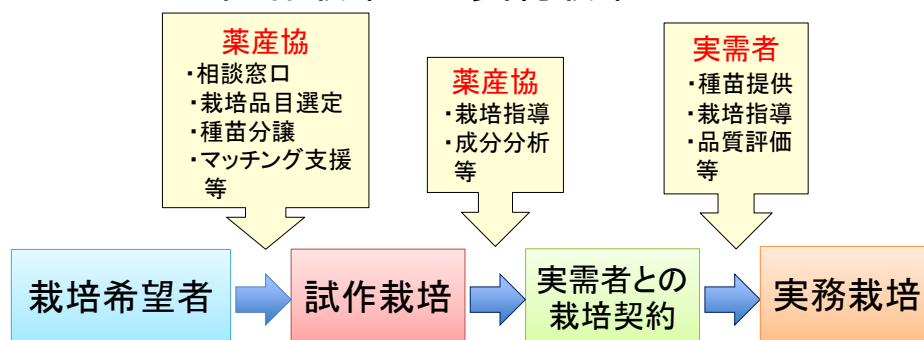 薬産協
・相談窓口
・栽培品目選定
・種苗分譲
・マッチング支援
等
薬産協
・栽培指導
・成分分析
等
実需者
・種苗提供
・栽培指導
・品質評価
等
栽培希望者
試作栽培
実需者との
栽培契約
実務栽培